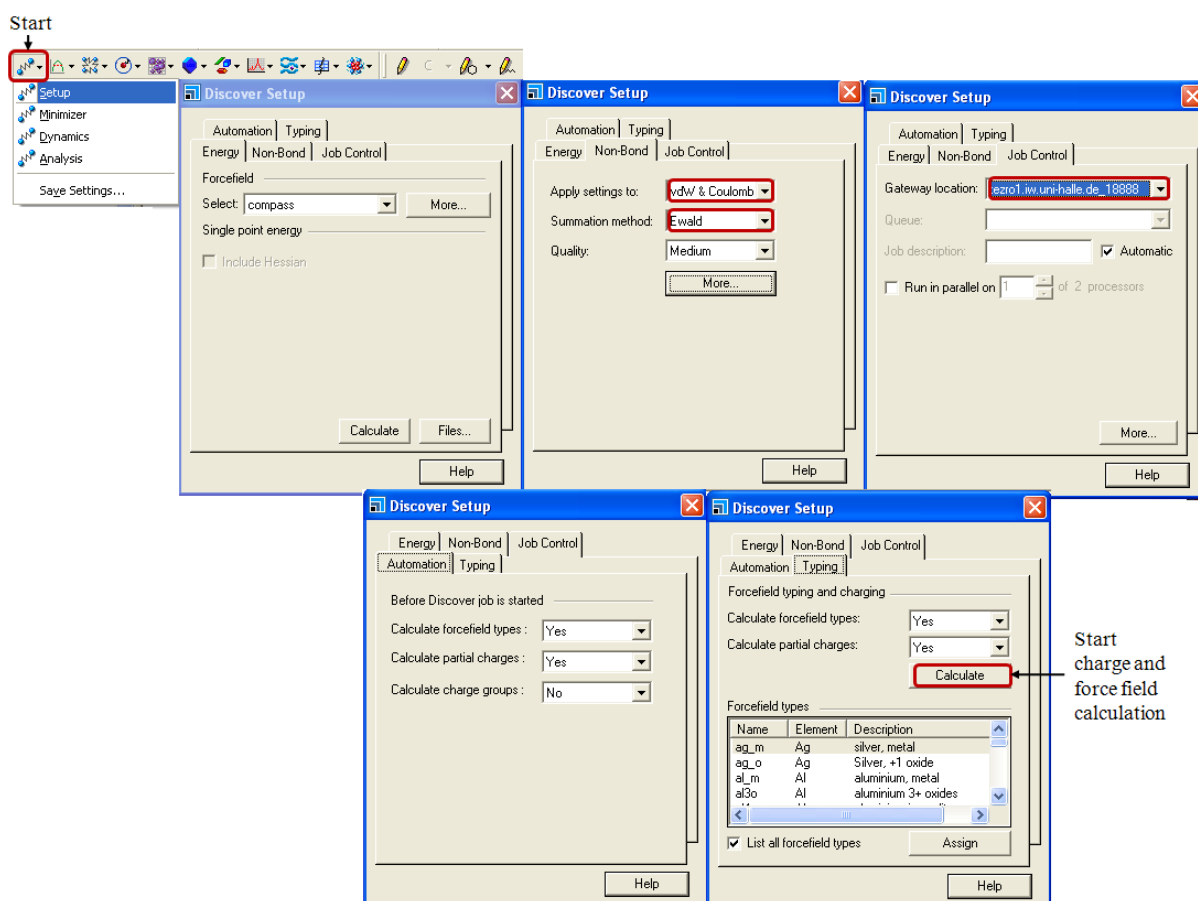 Start
Setup
Minimizer
Dynamics
Analysis
Save Settings...
Discover Setup
Automation Typing
Energy Non-Bond Job Control
Forcefield
Select: compass More...
Single point energy
Include Hessian
Calculate Files...
Help
Discover Setup
Automation Typing
Energy Non-Bond Job Control
Apply settings to: vdW & Coulomb
Summation method: Ewald
Quality: Medium
More...
Help
Discover Setup
Automation Typing
Energy Non-Bond Job Control
Gateway location: ezro1.iw.uni-halle.de_18888
Queue:
Job description: Automatic
Run in parallel on 1 of 2 processors
More...
Help
Discover Setup
Energy Non-Bond Job Control
Automation Typing
Before Discover job is started
Calculate forcefield types : Yes
Calculate partial charges : Yes
Calculate charge groups : No
Help
Discover Setup
Energy Non-Bond Job Control
Automation Typing
Forcefield typing and charging
Calculate forcefield types: Yes
Calculate partial charges: Yes
Calculate
Forcefield types
Name Element Description
ag_m Ag silver, metal
ag_o Ag Silver, +1 oxide
al_m Al aluminium, metal
al3o Al aluminium 3+ oxides
List all forcefield types Assign
Help
Start
charge and
force field
calculation